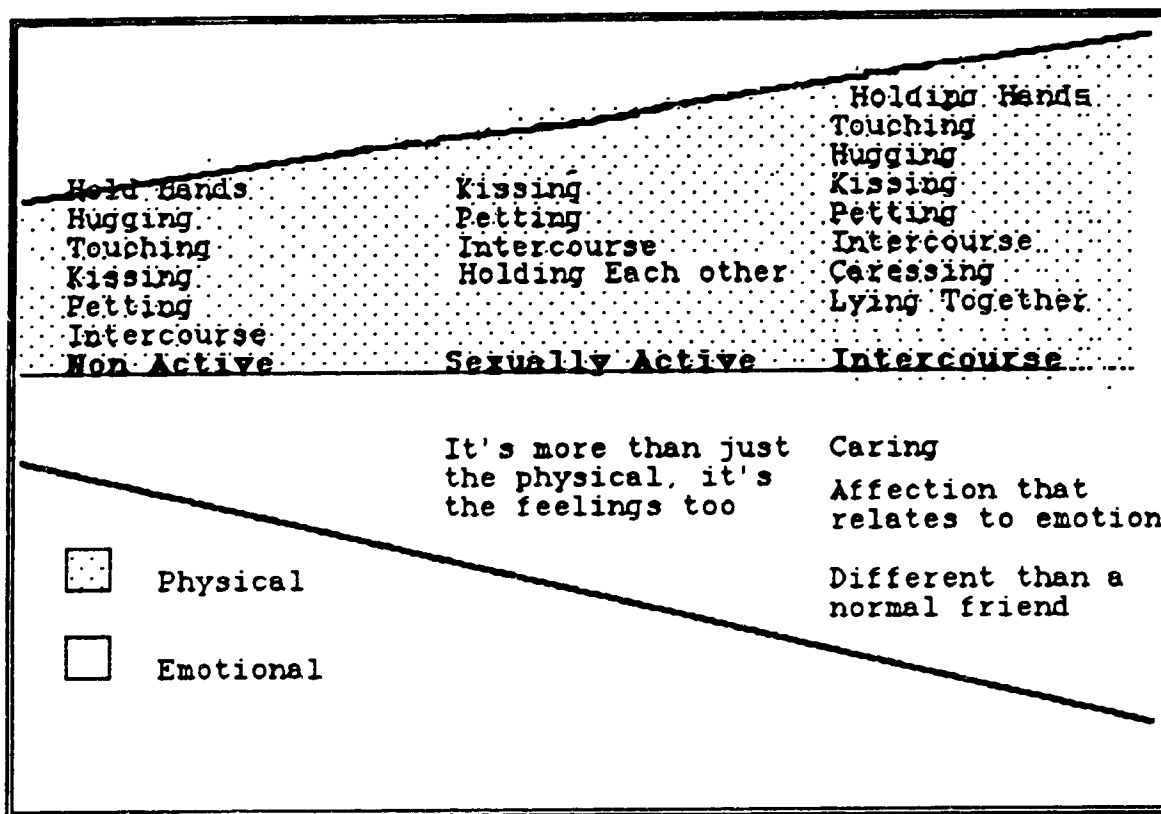 Hold Hands
Hugging
Touching
Kissing
Petting
Intercourse
Non Active
Kissing
Petting
Intercourse
Holding Each other
Sexually Active
Holding Hands
Touching
Hugging
Kissing
Petting
Intercourse
Caressing
Lying Together
Intercourse
It's more than just
the physical, it's
the feelings too
Caring
Affection that
relates to emotion
Different than a
normal friend
Physical
Emotional